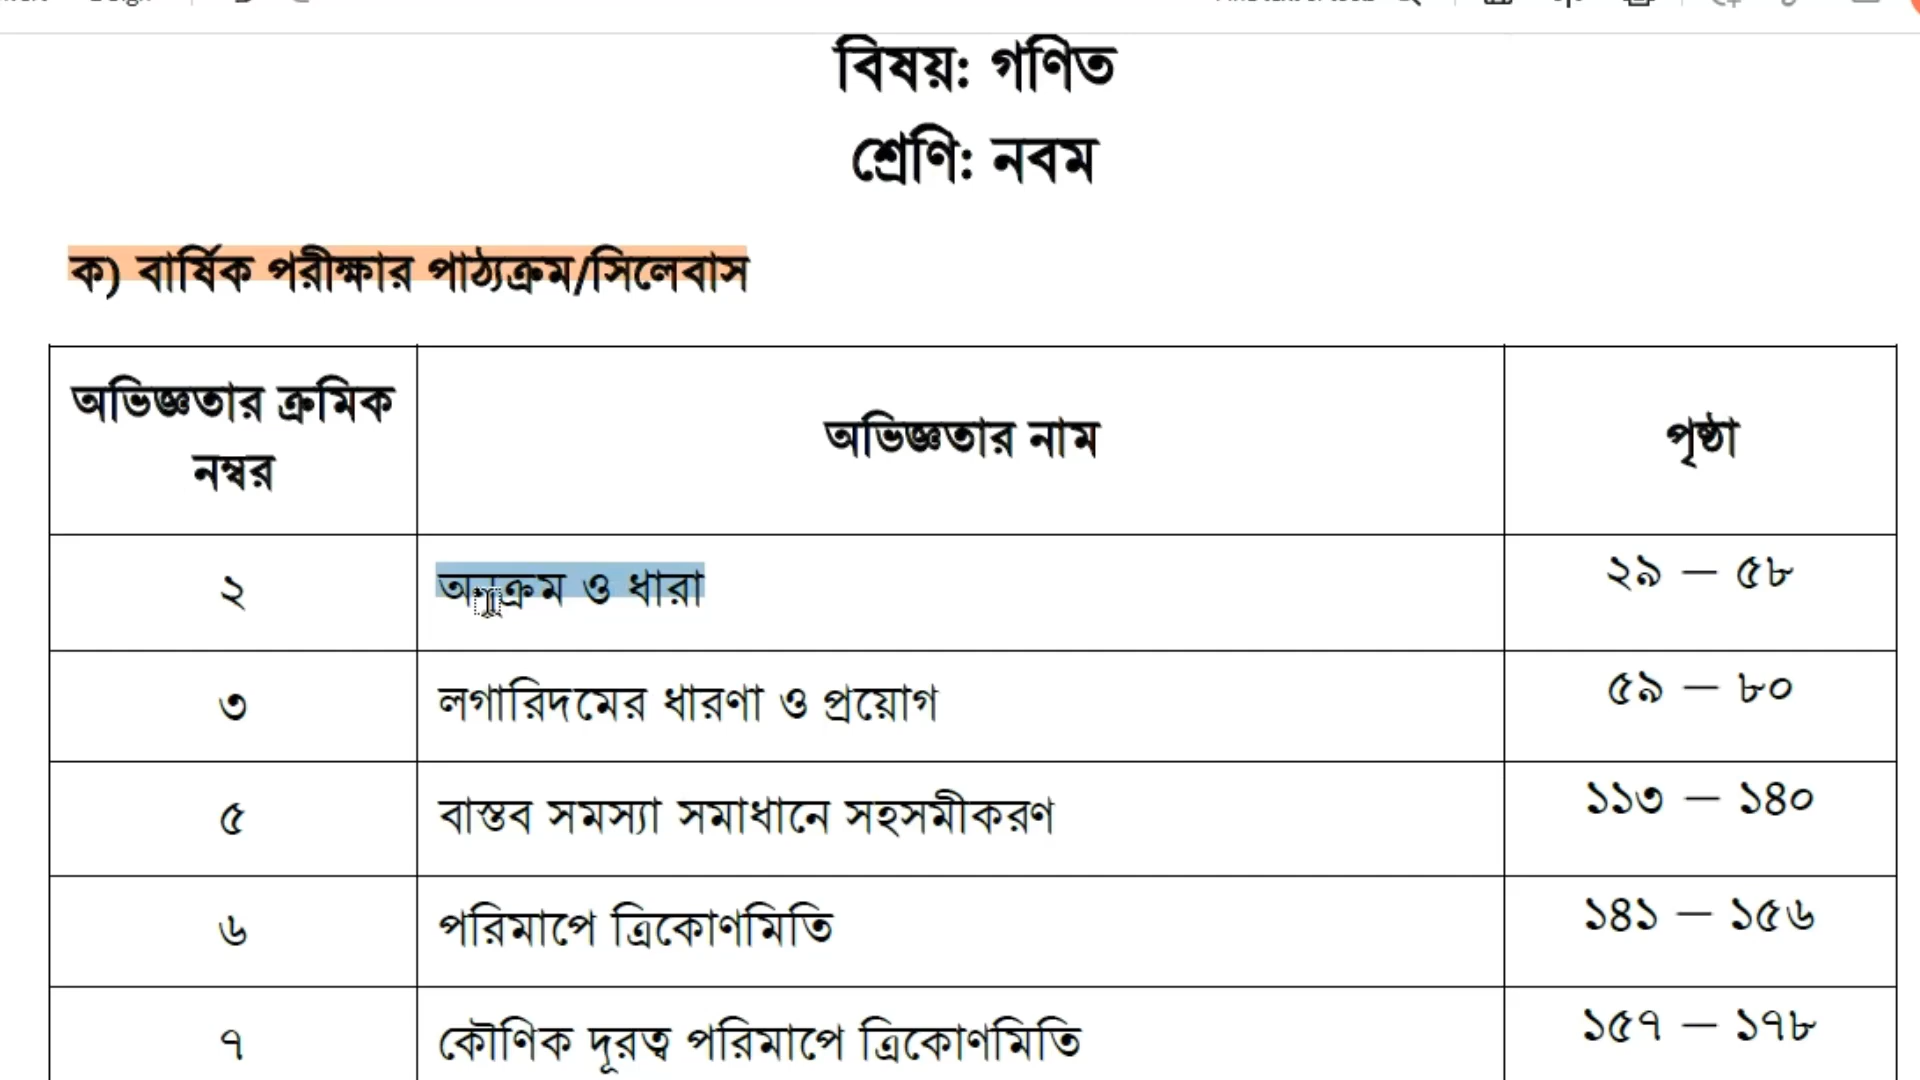 বিষয়: গণিত
শ্রেণি: নবম
ক) বার্ষিক পরীক্ষার পাঠ্যক্রম/সিলেবাস
অভিজ্ঞতার ক্রমিক
নম্বর
অভিজ্ঞতার নাম
পৃষ্ঠা
২ অনুক্রম ও ধারা ২৯ – ৫৮
৩ লগারিদমের ধারণা ও প্রয়োগ ৫৯ – ৮০
৫ বাস্তব সমস্যা সমাধানে সহসমীকরণ ১১৩ – ১৪০
৬ পরিমাপে ত্রিকোণমিতি ১৪১ – ১৫৬
৭ কৌণিক দূরত্ব পরিমাপে ত্রিকোণমিতি ১৫৭ – ১৭৮